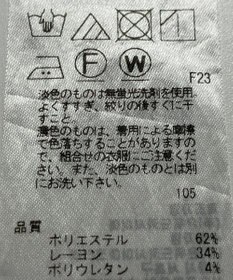 F W
F23
淡色のものは無蛍光洗剤を使用、
よくすすぎ、絞りの後すぐに干
すこと。
濃色のものは、着用による摩擦
で色落ちすることがありますの
で、組合せの衣服にご注意くだ
さい。また、淡色のものとは別
にお洗い下さい。
105
品質
ポリエステル 62%
レーヨン 34%
ポリウレタン 4%